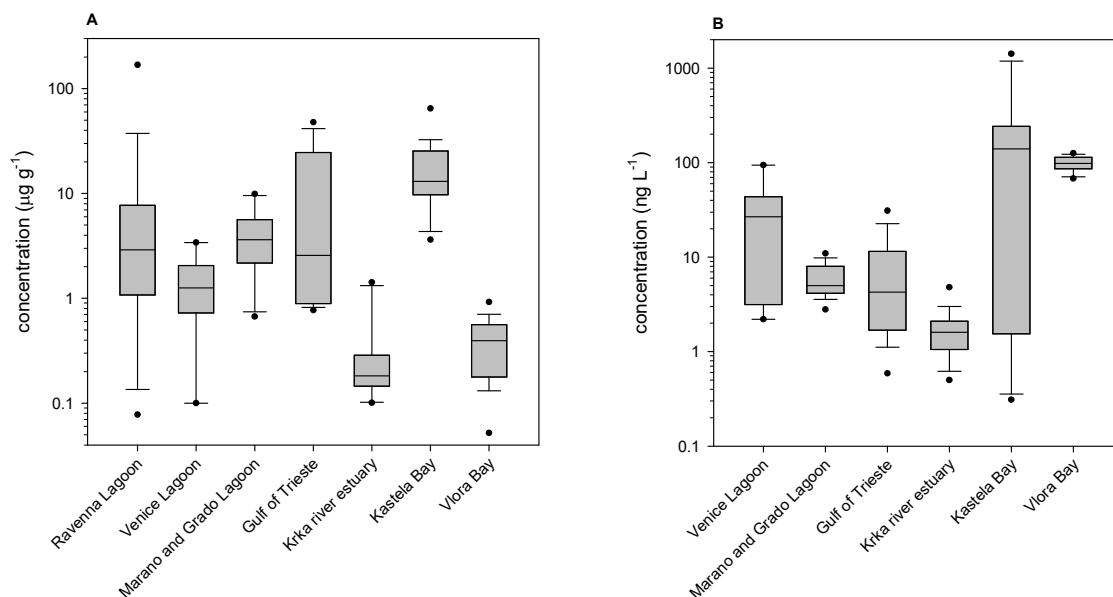 A
concentration (µg g-1)
100
10
1
0.1
Ravenna Lagoon
Venice Lagoon
Marano and Grado Lagoon
Gulf of Trieste
Krka river estuary
Kastela Bay
Vlora Bay
B
concentration (ng L-1)
1000
100
10
1
0.1
Venice Lagoon
Marano and Grado Lagoon
Gulf of Trieste
Krka river estuary
Kastela Bay
Vlora Bay